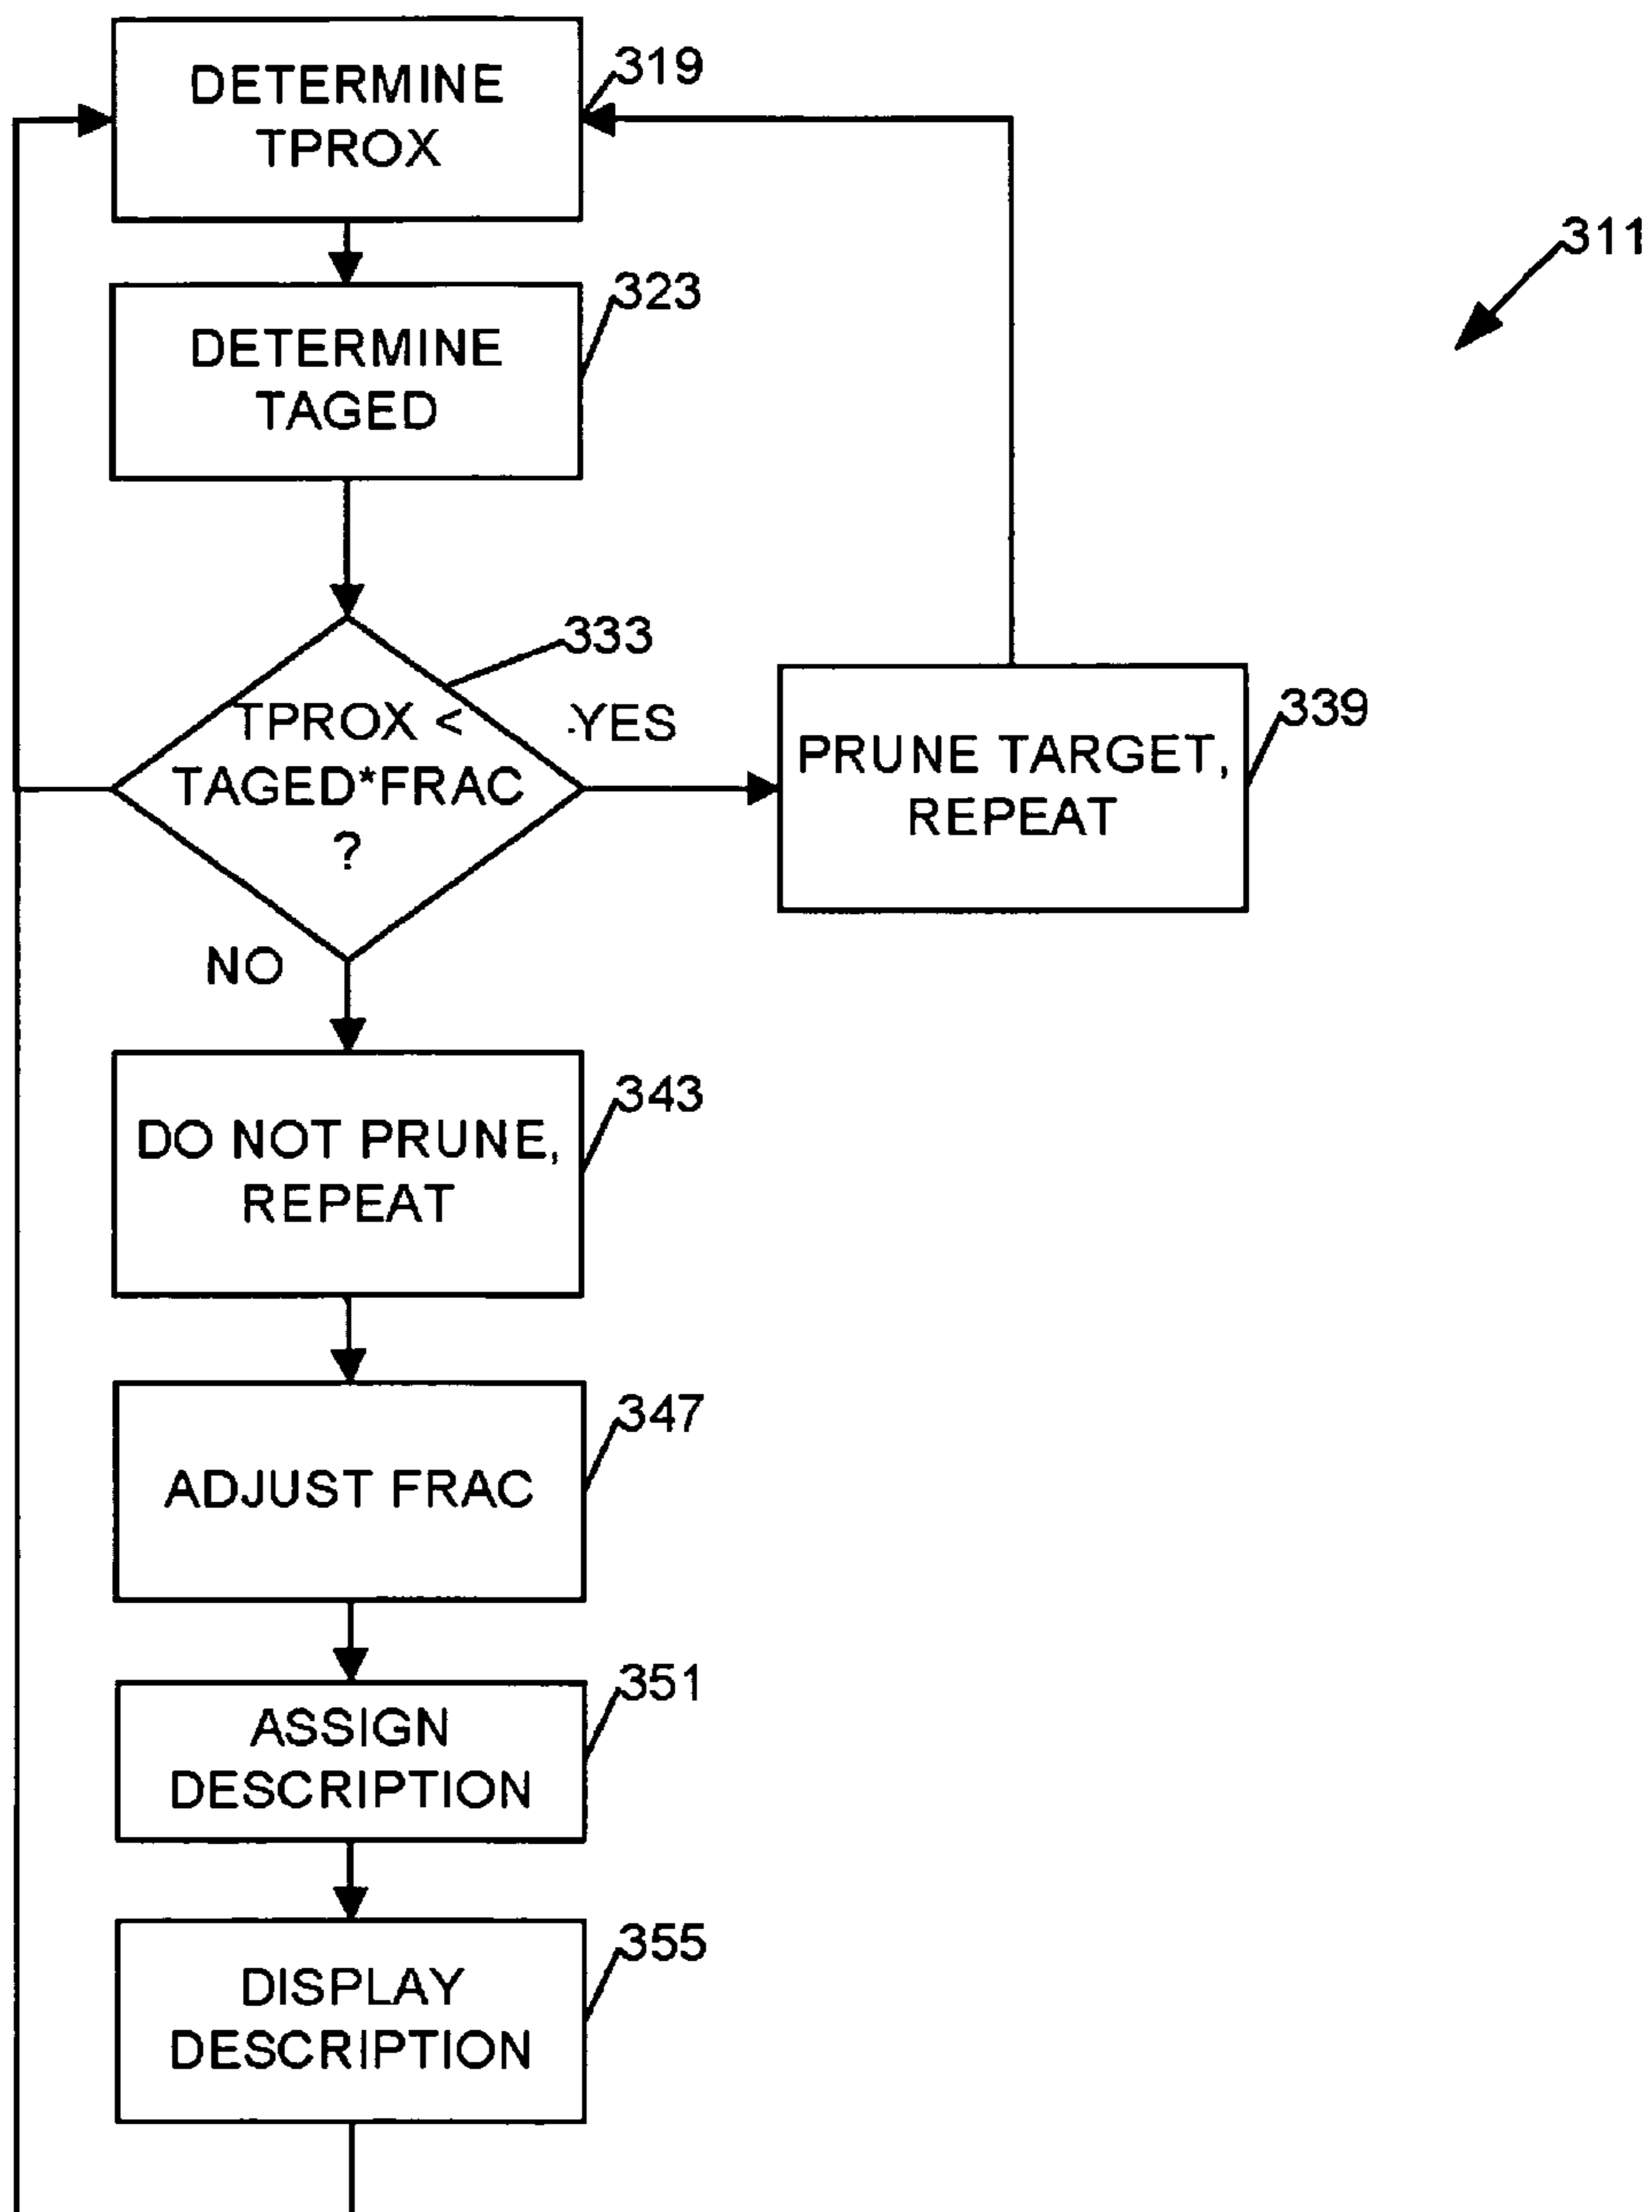 DETERMINE
TPROX
319
311
DETERMINE
TAGED
323
333
TPROX <
TAGED*FRAC
?
YES
PRUNE TARGET,
REPEAT
339
NO
DO NOT PRUNE,
REPEAT
343
ADJUST FRAC
347
ASSIGN
DESCRIPTION
351
DISPLAY
DESCRIPTION
355